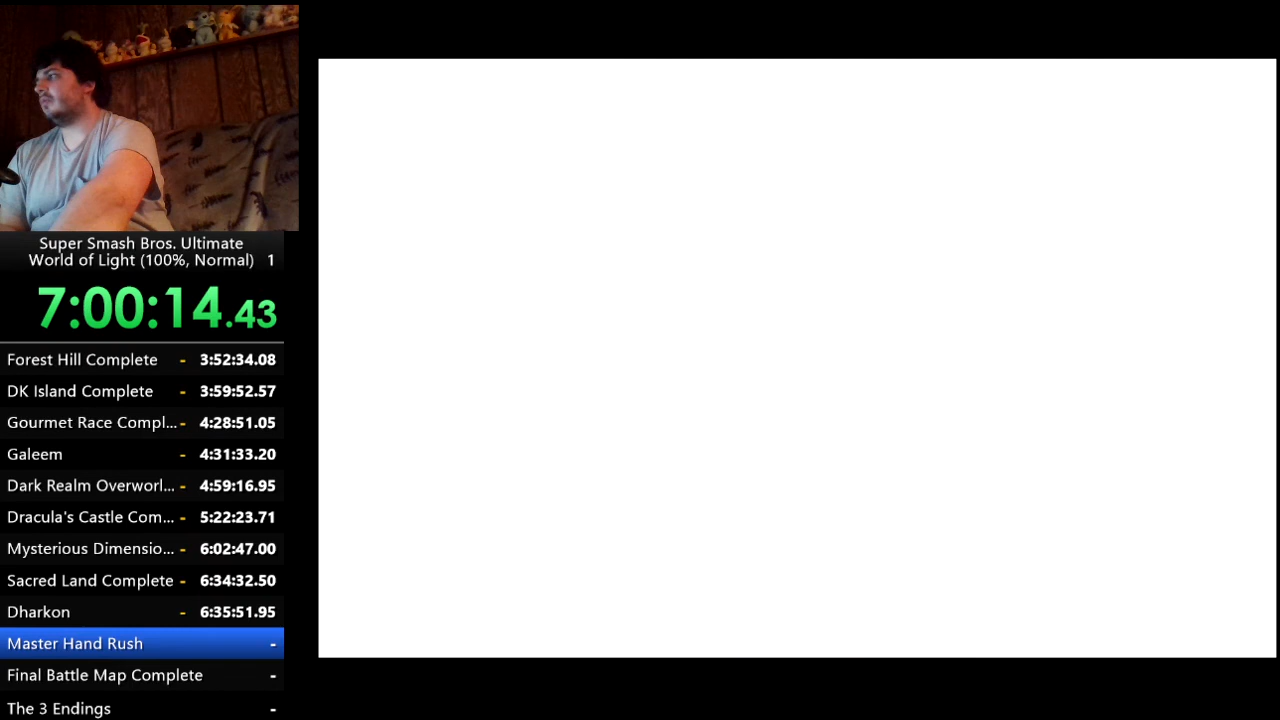 Super Smash Bros. Ultimate
World of Light (100%, Normal) 1
7:00:14.43
Forest Hill Complete - 3:52:34.08
DK Island Complete - 3:59:52.57
Gourmet Race Compl... - 4:28:51.05
Galeem - 4:31:33.20
Dark Realm Overworl... - 4:59:16.95
Dracula's Castle Com... - 5:22:23.71
Mysterious Dimensio... - 6:02:47.00
Sacred Land Complete - 6:34:32.50
Dharkon - 6:35:51.95
Master Hand Rush -
Final Battle Map Complete -
The 3 Endings -